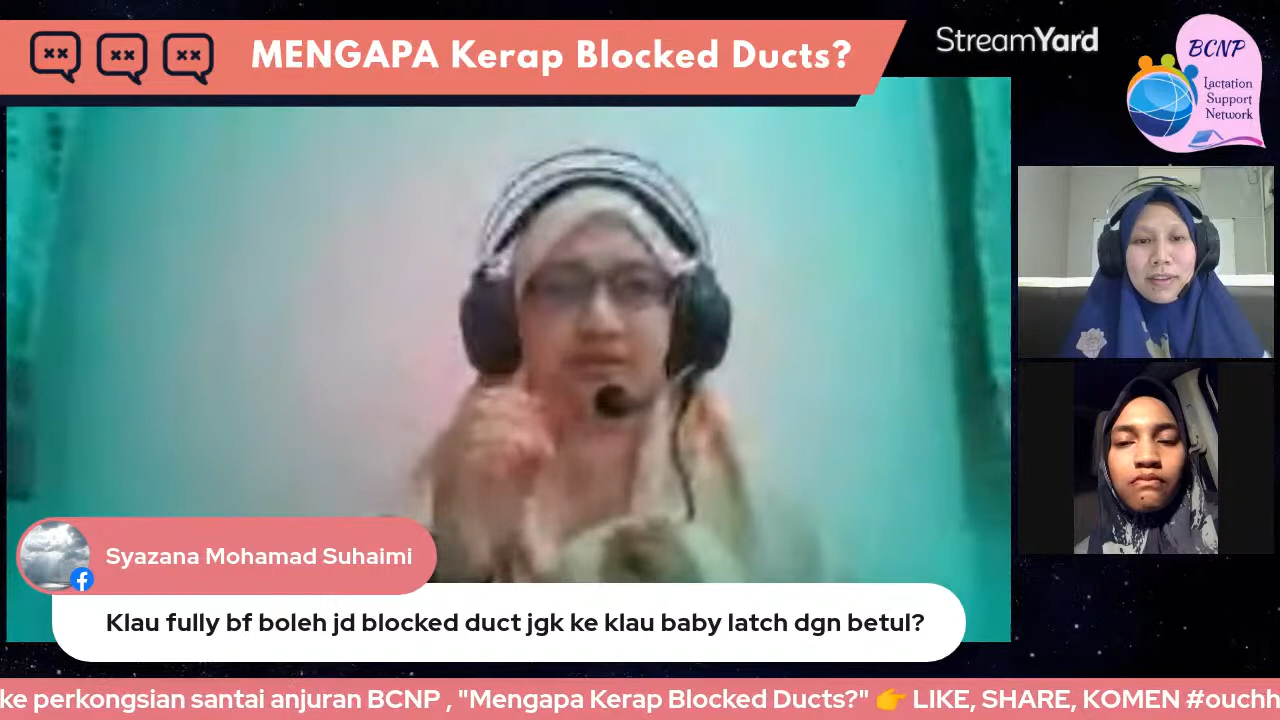 MENGAPA Kerap Blocked Ducts?
StreamYard
BCNP
Lactation
Support
Network
Syazana Mohamad Suhaimi
Klau fully bf boleh jd blocked duct jgk ke klau baby latch dgn betul?
ke perkongsian santai anjuran BCNP , "Mengapa Kerap Blocked Ducts?" 👉 LIKE, SHARE, KOMEN #ouchh